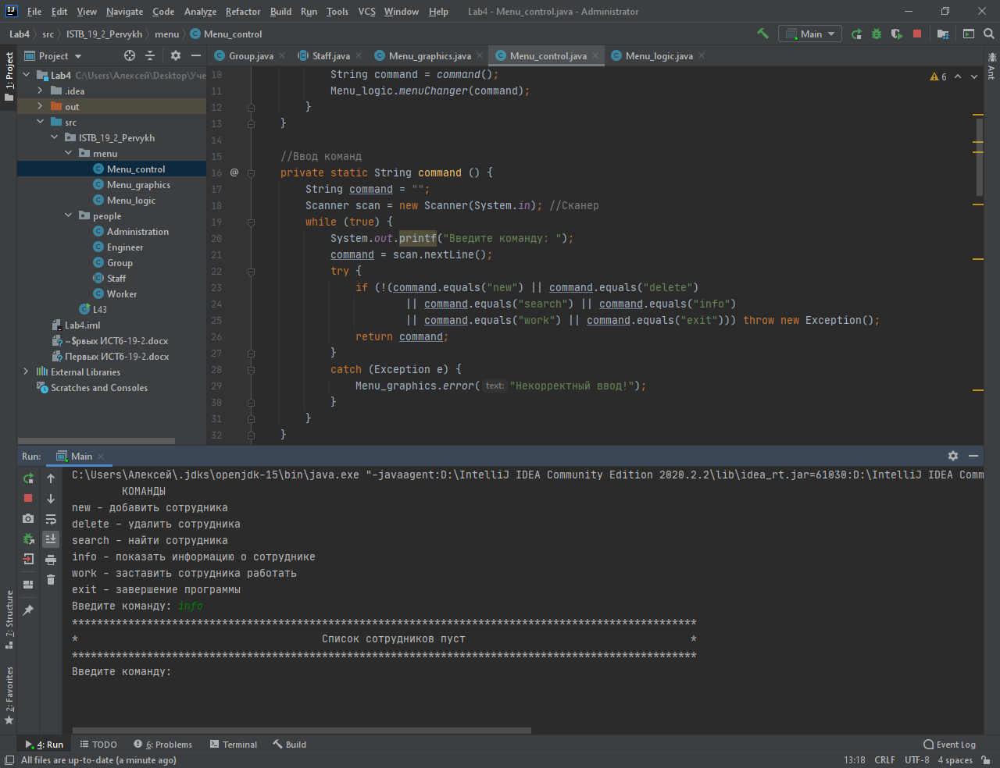 File Edit View Navigate Code Analyze Refactor Build Run Tools VCS Window Help Lab4 - Menu_control.java - Administrator
Lab4 src ISTB_19_2_Pervykh menu Menu_control Main
1: Project
Project
Group.java Staff.java Menu_graphics.java Menu_control.java Menu_logic.java
Ant
Lab4 C:\Users\Алексей\Desktop\Уче
.idea
out
src
ISTB_19_2_Pervykh
menu
Menu_control
Menu_graphics
Menu_logic
people
Administration
Engineer
Group
Staff
Worker
L43
Lab4.iml
~$рвых ИСТб-19-2.docx
Первых ИСТб-19-2.docx
External Libraries
Scratches and Consoles
6
10 String command = command();
11 Menu_logic.menuChanger(command);
12 }
13 }
14
15 //Ввод команд
16 @ private static String command () {
17 String command = "";
18 Scanner scan = new Scanner(System.in); //Сканер
19 while (true) {
20 System.out.printf("Введите команду: ");
21 command = scan.nextLine();
22 try {
23 if (!(command.equals("new") || command.equals("delete")
24 || command.equals("search") || command.equals("info")
25 || command.equals("work") || command.equals("exit"))) throw new Exception();
26 return command;
27 }
28 catch (Exception e) {
29 Menu_graphics.error( text: "Некорректный ввод!");
30 }
31 }
32 }
Run: Main
C:\Users\Алексей\.jdks\openjdk-15\bin\java.exe "-javaagent:D:\IntelliJ IDEA Community Edition 2020.2.2\lib\idea_rt.jar=61030:D:\IntelliJ IDEA Comm
КОМАНДЫ
new - добавить сотрудника
delete - удалить сотрудника
search - найти сотрудника
info - показать информацию о сотруднике
work - заставить сотрудника работать
exit - завершение программы
Введите команду: info
****************************************************************************************************
* Список сотрудников пуст *
****************************************************************************************************
Введите команду:
7: Structure
2: Favorites
4: Run TODO 6: Problems Terminal Build Event Log
All files are up-to-date (a minute ago) 13:18 CRLF UTF-8 4 spaces